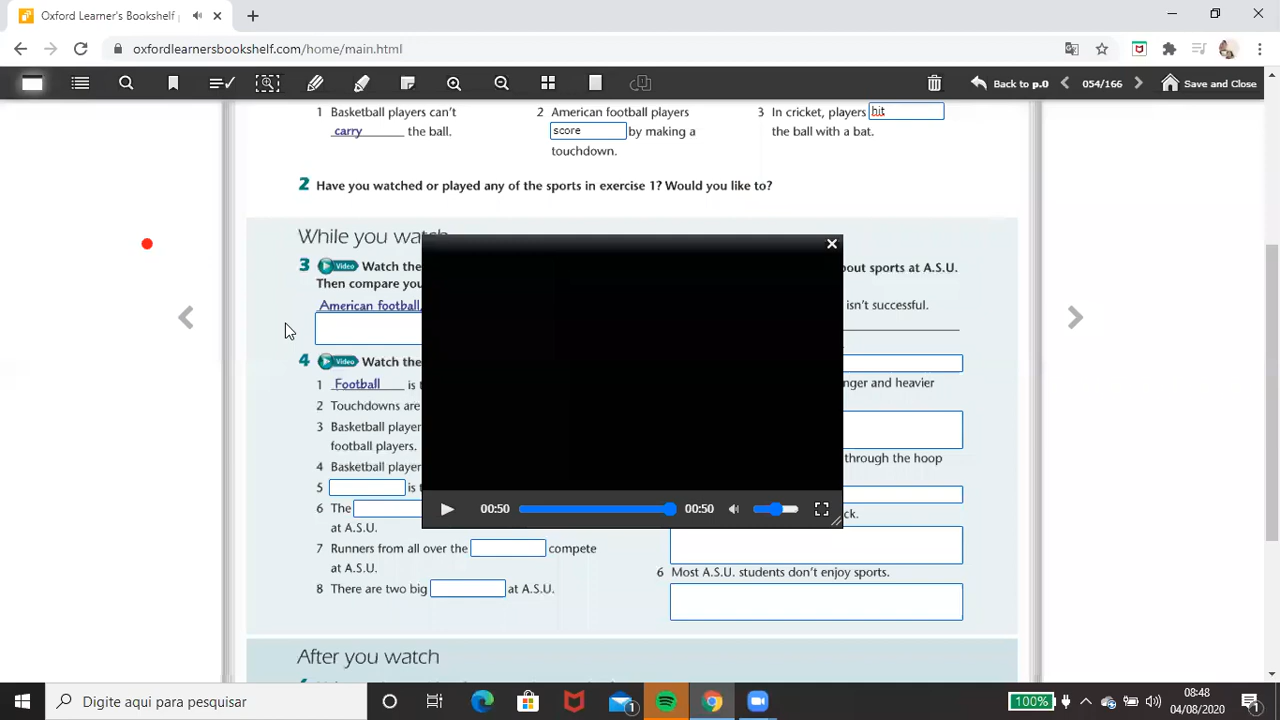 Oxford Learner's Bookshelf
oxfordlearnersbookshelf.com/home/main.html
Back to p.0
054/166
Save and Close
1 Basketball players can't
carry the ball.
2 American football players
score by making a
touchdown.
3 In cricket, players hit
the ball with a bat.
2 Have you watched or played any of the sports in exercise 1? Would you like to?
While you watch
3 Video Watch the
Then compare you
American football,
4 Video Watch the
1 Football is t
2 Touchdowns are
3 Basketball player
football players.
4 Basketball player
5 is t
6 The
at A.S.U.
7 Runners from all over the compete
at A.S.U.
8 There are two big at A.S.U.
00:50
00:50
bout sports at A.S.U.
isn't successful.
nger and heavier
through the hoop
ck.
6 Most A.S.U. students don't enjoy sports.
After you watch
Digite aqui para pesquisar
1
100%
08:48
04/08/2020
1